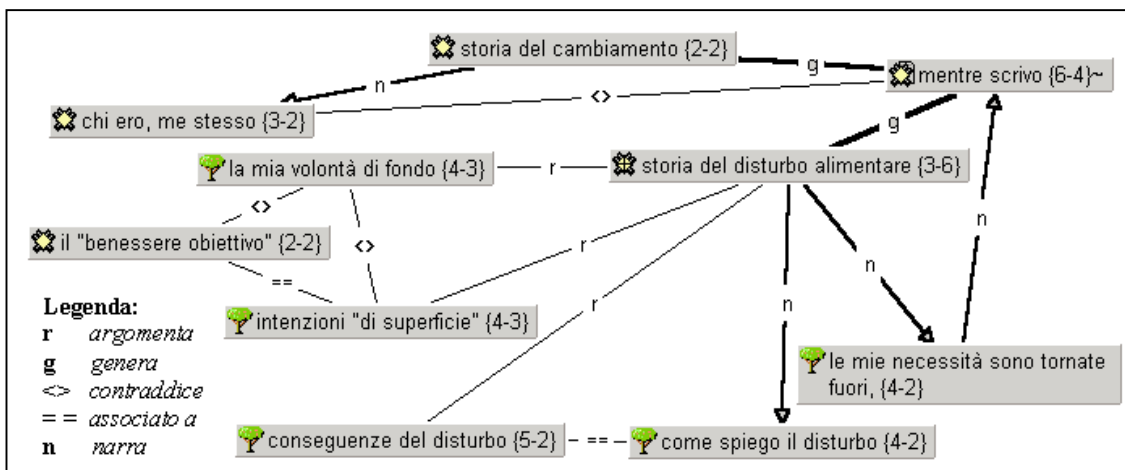 storia del cambiamento {2-2}
g
mentre scrivo {6-4}~
n
<>
chi ero, me stesso {3-2}
g
la mia volontà di fondo {4-3}
r
storia del disturbo alimentare {3-6}
<>
n
il "benessere obiettivo" {2-2}
<>
r
n
==
r
n
Legenda:
r argomenta
g genera
<> contraddice
== associato a
n narra
intenzioni "di superficie" {4-3}
le mie necessità sono tornate
fuori, {4-2}
conseguenze del disturbo {5-2}
==
come spiego il disturbo {4-2}